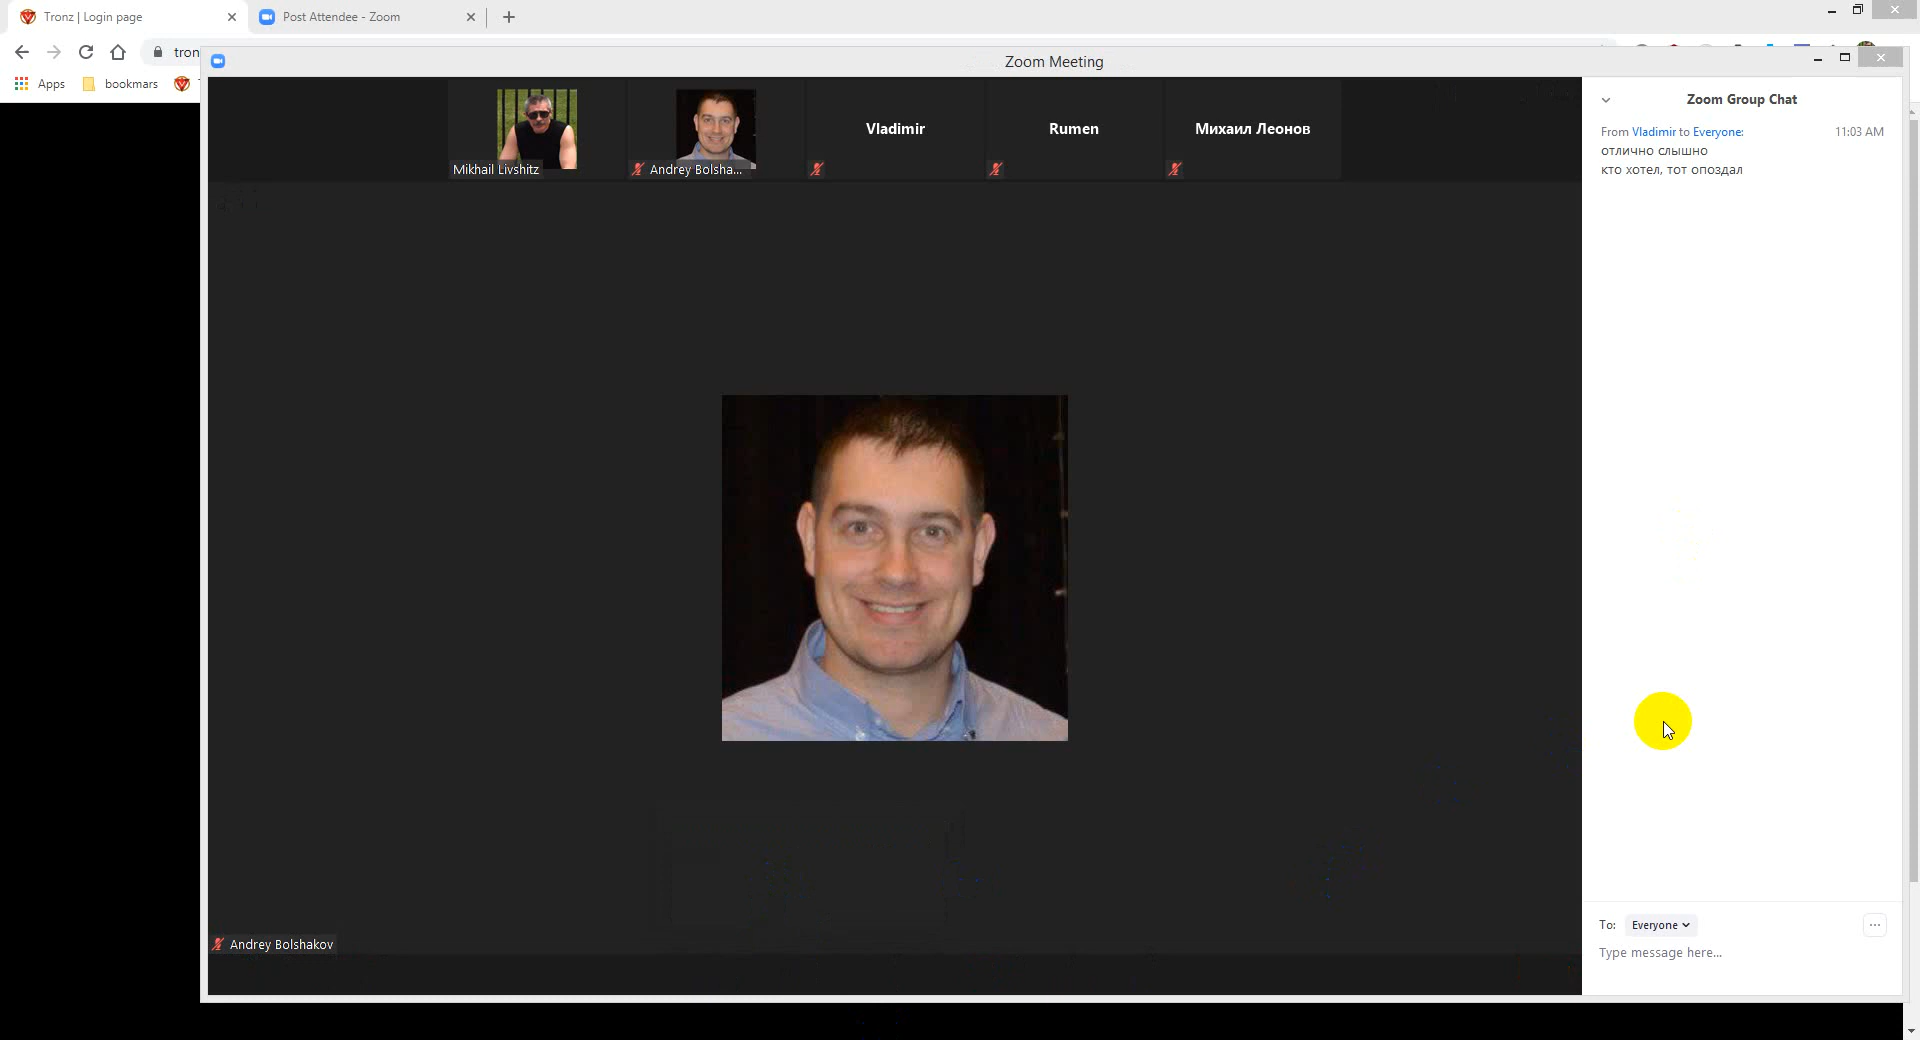 Tronz | Login page
Post Attendee - Zoom
tron
Apps
bookmars
Zoom Meeting
Mikhail Livshitz
Andrey Bolsha...
Vladimir
Rumen
Михаил Леонов
Zoom Group Chat
From Vladimir to Everyone:
11:03 AM
отлично слышно
кто хотел, тот опоздал
Andrey Bolshakov
To:
Everyone
Type message here...